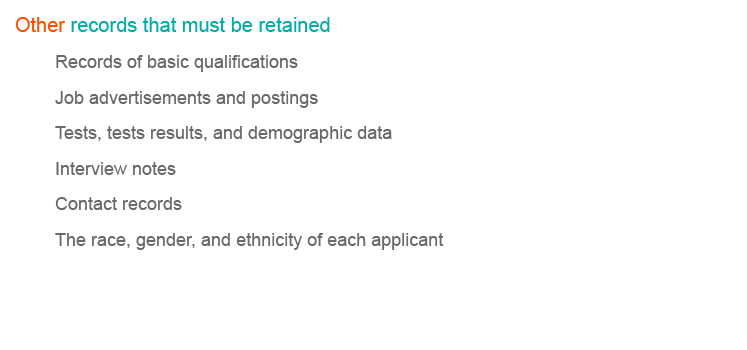 Other records that must be retained
Records of basic qualifications
Job advertisements and postings
Tests, tests results, and demographic data
Interview notes
Contact records
The race, gender, and ethnicity of each applicant